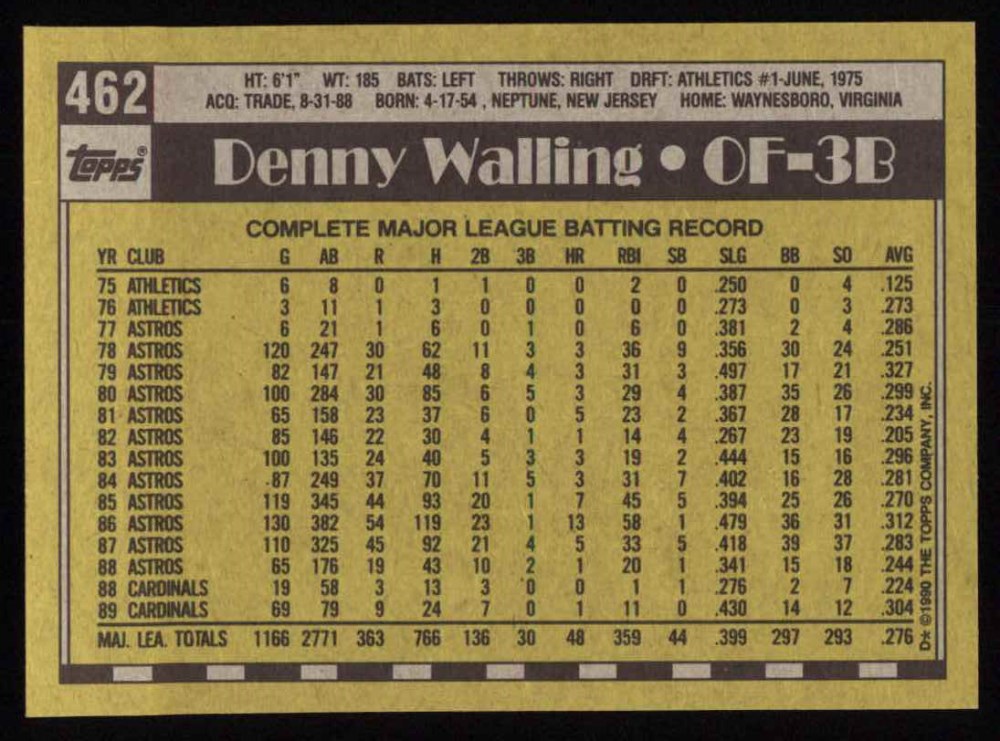 462
HT: 6'1" WT: 185 BATS: LEFT THROWS: RIGHT DRFT: ATHLETICS #1-JUNE, 1975
ACQ: TRADE, 8-31-88 BORN: 4-17-54, NEPTUNE, NEW JERSEY HOME: WAYNESBORO, VIRGINIA
topps® Denny Walling • OF-3B
COMPLETE MAJOR LEAGUE BATTING RECORD
YR CLUB G AB R H 2B 3B HR RBI SB SLG BB SO AVG
75 ATHLETICS 6 8 0 1 1 0 0 2 0 .250 0 4 .125
76 ATHLETICS 3 11 1 3 0 0 0 0 0 .273 0 3 .273
77 ASTROS 6 21 1 6 0 1 0 6 0 .381 2 4 .286
78 ASTROS 120 247 30 62 11 3 3 36 9 .356 30 24 .251
79 ASTROS 82 147 21 48 8 4 3 31 3 .497 17 21 .327
80 ASTROS 100 284 30 85 6 5 3 29 4 .387 35 26 .299
81 ASTROS 65 158 23 37 6 0 5 23 2 .367 28 17 .234
82 ASTROS 85 146 22 30 4 1 1 14 4 .267 23 19 .205
83 ASTROS 100 135 24 40 5 3 3 19 2 .444 15 16 .296
84 ASTROS 87 249 37 70 11 5 3 31 7 .402 16 28 .281
85 ASTROS 119 345 44 93 20 1 7 45 5 .394 25 26 .270
86 ASTROS 130 382 54 119 23 1 13 58 1 .479 36 31 .312
87 ASTROS 110 325 45 92 21 4 5 33 5 .418 39 37 .283
88 ASTROS 65 176 19 43 10 2 1 20 1 .341 15 18 .244
88 CARDINALS 19 58 3 13 3 0 0 1 1 .276 2 7 .224
89 CARDINALS 69 79 9 24 7 0 1 11 0 .430 14 12 .304
MAJ. LEA. TOTALS 1166 2771 363 766 136 30 48 359 44 .399 297 293 .276
D* ©1990 THE TOPPS COMPANY, INC.